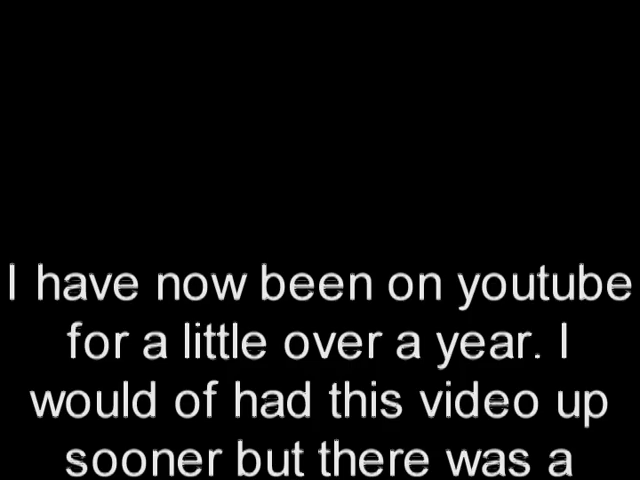 I have now been on youtube
for a little over a year. I
would of had this video up
sooner but there was a